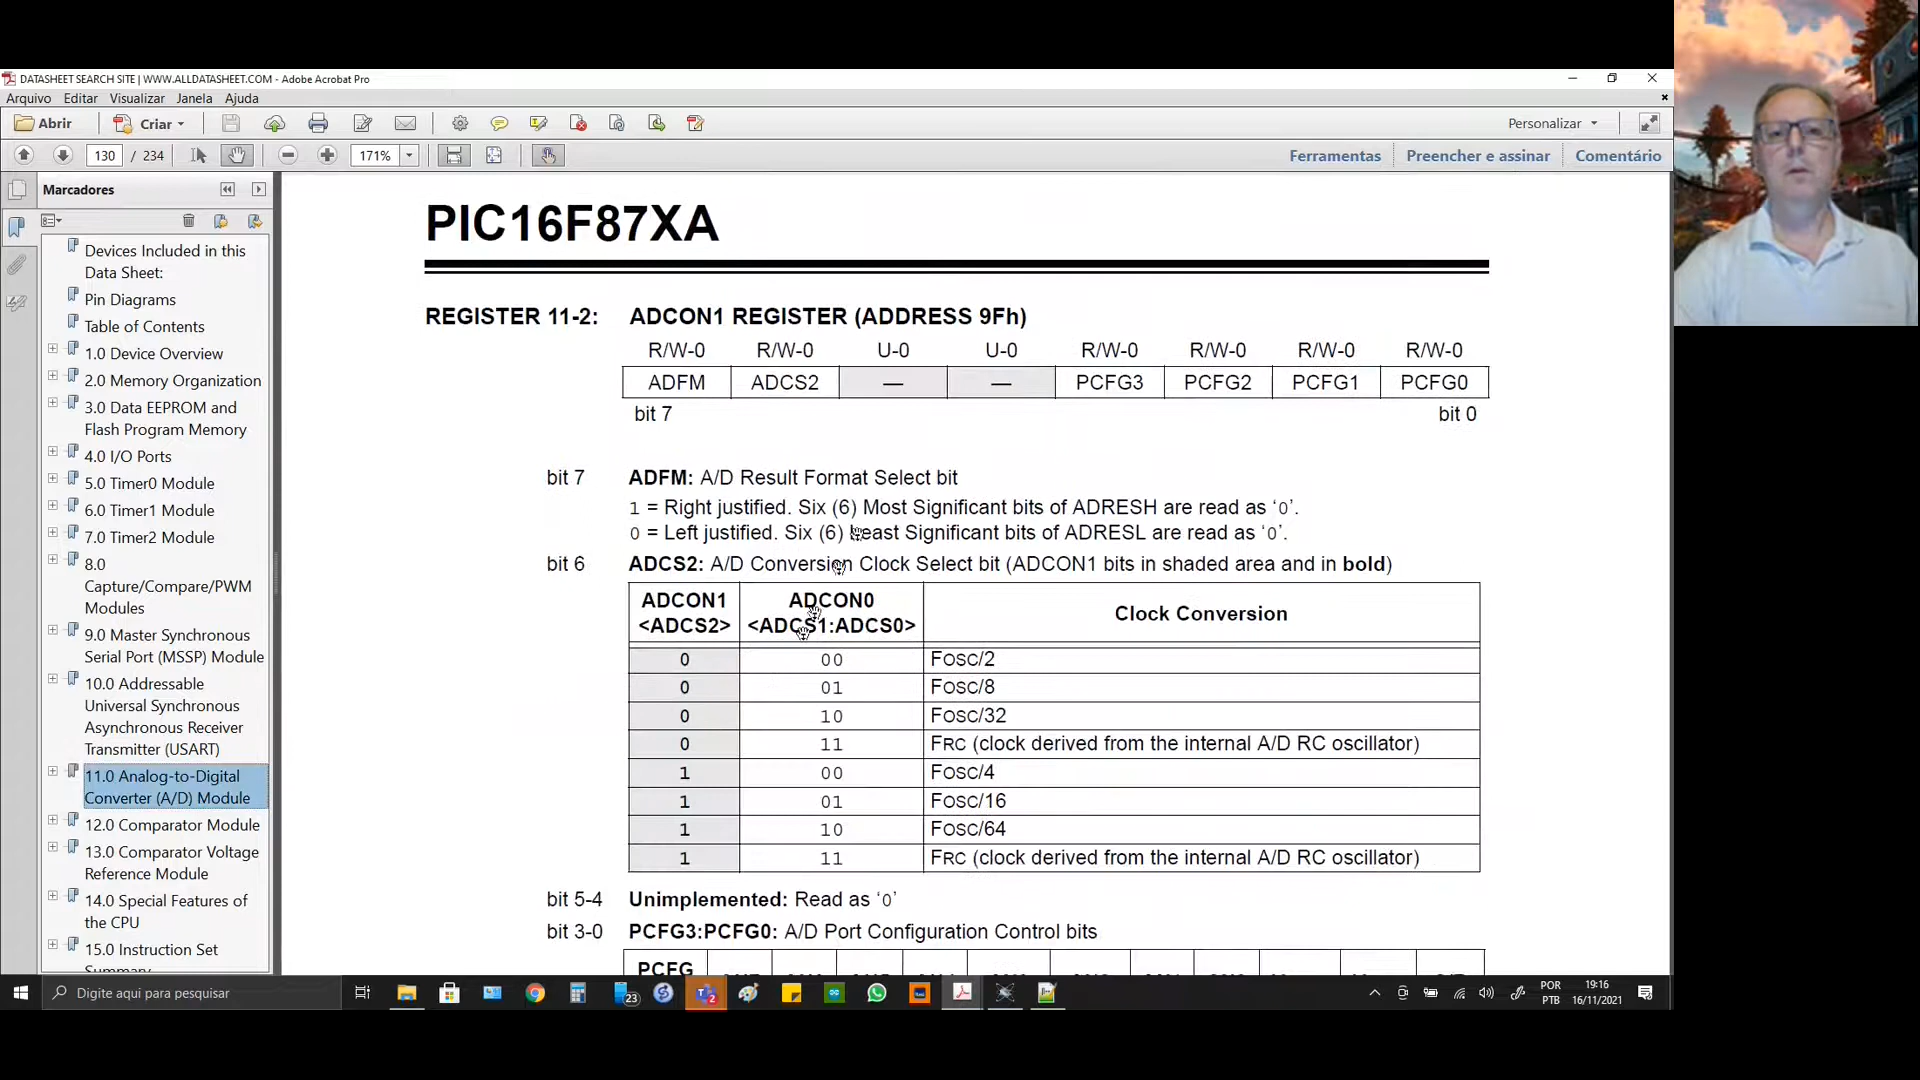 DATASHEET SEARCH SITE | WWW.ALLDATASHEET.COM - Adobe Acrobat Pro
Arquivo Editar Visualizar Janela Ajuda
Abrir Criar Personalizar
130 / 234 171% Ferramentas Preencher e assinar Comentário
Marcadores
Devices Included in this
Data Sheet:
Pin Diagrams
Table of Contents
1.0 Device Overview
2.0 Memory Organization
3.0 Data EEPROM and
Flash Program Memory
4.0 I/O Ports
5.0 Timer0 Module
6.0 Timer1 Module
7.0 Timer2 Module
8.0
Capture/Compare/PWM
Modules
9.0 Master Synchronous
Serial Port (MSSP) Module
10.0 Addressable
Universal Synchronous
Asynchronous Receiver
Transmitter (USART)
11.0 Analog-to-Digital
Converter (A/D) Module
12.0 Comparator Module
13.0 Comparator Voltage
Reference Module
14.0 Special Features of
the CPU
15.0 Instruction Set
Summary
PIC16F87XA
REGISTER 11-2: ADCON1 REGISTER (ADDRESS 9Fh)
R/W-0 R/W-0 U-0 U-0 R/W-0 R/W-0 R/W-0 R/W-0
ADFM ADCS2 — — PCFG3 PCFG2 PCFG1 PCFG0
bit 7 bit 0
bit 7 ADFM: A/D Result Format Select bit
1 = Right justified. Six (6) Most Significant bits of ADRESH are read as ‘0’.
0 = Left justified. Six (6) Least Significant bits of ADRESL are read as ‘0’.
bit 6 ADCS2: A/D Conversion Clock Select bit (ADCON1 bits in shaded area and in bold)
ADCON1 ADCON0 Clock Conversion
<ADCS2> <ADCS1:ADCS0>
0 00 FOSC/2
0 01 FOSC/8
0 10 FOSC/32
0 11 FRC (clock derived from the internal A/D RC oscillator)
1 00 FOSC/4
1 01 FOSC/16
1 10 FOSC/64
1 11 FRC (clock derived from the internal A/D RC oscillator)
bit 5-4 Unimplemented: Read as ‘0’
bit 3-0 PCFG3:PCFG0: A/D Port Configuration Control bits
PCFG
Digite aqui para pesquisar 23 2 POR 19:16
PTB 16/11/2021